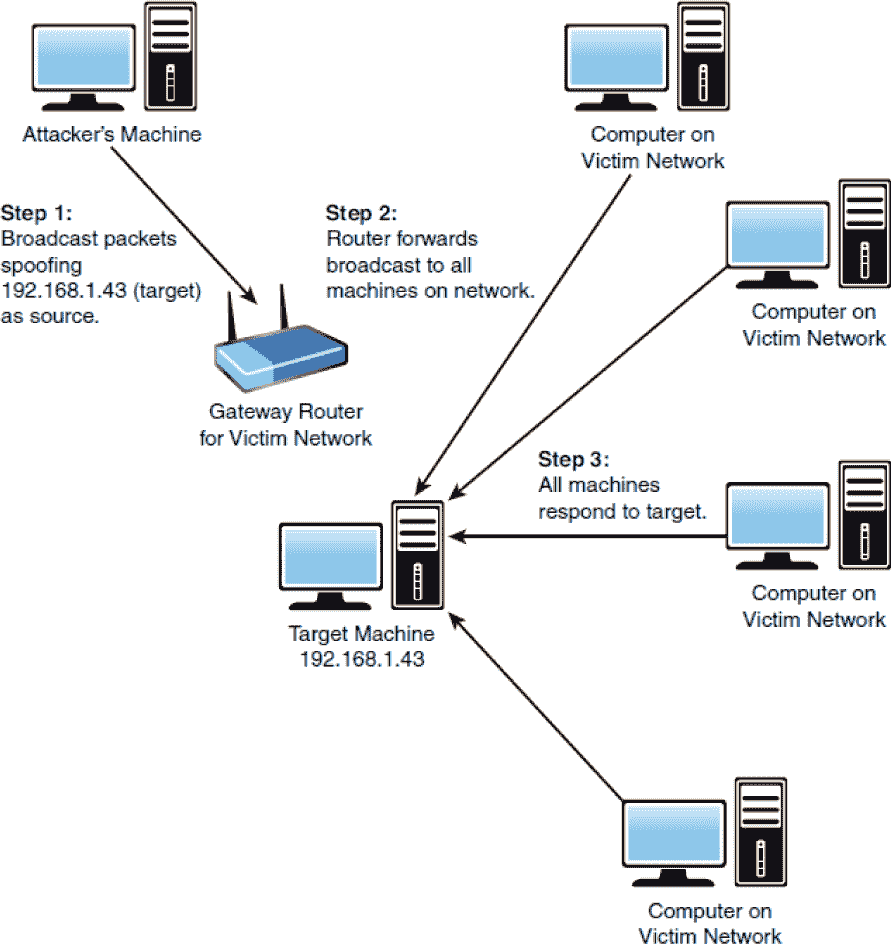 Attacker's Machine
Computer on
Victim Network
Step 1:
Broadcast packets
spoofing
192.168.1.43 (target)
as source.
Step 2:
Router forwards
broadcast to all
machines on network.
Computer on
Victim Network
Gateway Router
for Victim Network
Step 3:
All machines
respond to target.
Computer on
Victim Network
Target Machine
192.168.1.43
Computer on
Victim Network